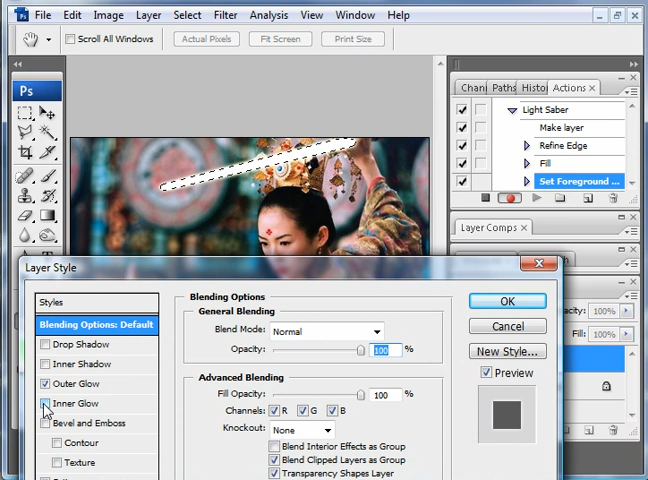 Ps File Edit Image Layer Select Filter Analysis View Window Help
Scroll All Windows Actual Pixels Fit Screen Print Size
Ps
Paths Actions ×
Light Saber
Make layer
Refine Edge
Fill
Set Foreground ...
Layer Comps ×
Layer Style
Styles
Blending Options: Default
Drop Shadow
Inner Shadow
Outer Glow
Inner Glow
Bevel and Emboss
Contour
Texture
Blending Options
General Blending
Blend Mode: Normal
Opacity: 100 %
Advanced Blending
Fill Opacity: 100 %
Channels: R G B
Knockout: None
Blend Interior Effects as Group
Blend Clipped Layers as Group
Transparency Shapes Layer
OK
Cancel
New Style...
Preview
100%
Fill: 100%